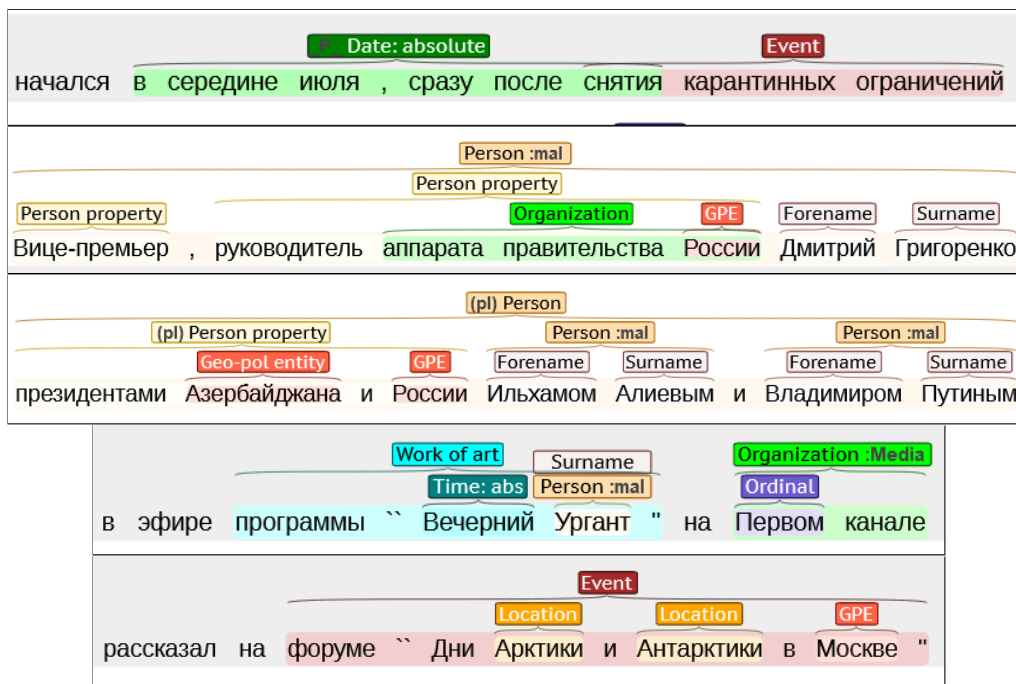 P Date: absolute Event
начался в середине июля , сразу после снятия карантинных ограничений
Person :mal
Person property
Person property Organization GPE Forename Surname
Вице-премьер , руководитель аппарата правительства России Дмитрий Григоренко
(pl) Person
(pl) Person property Person :mal Person :mal
Geo-pol entity GPE Forename Surname Forename Surname
президентами Азербайджана и России Ильхамом Алиевым и Владимиром Путиным
Work of art Surname Organization :Media
Time: abs Person :mal Ordinal
в эфире программы `` Вечерний Ургант " на Первом канале
Event
Location Location GPE
рассказал на форуме `` Дни Арктики и Антарктики в Москве "